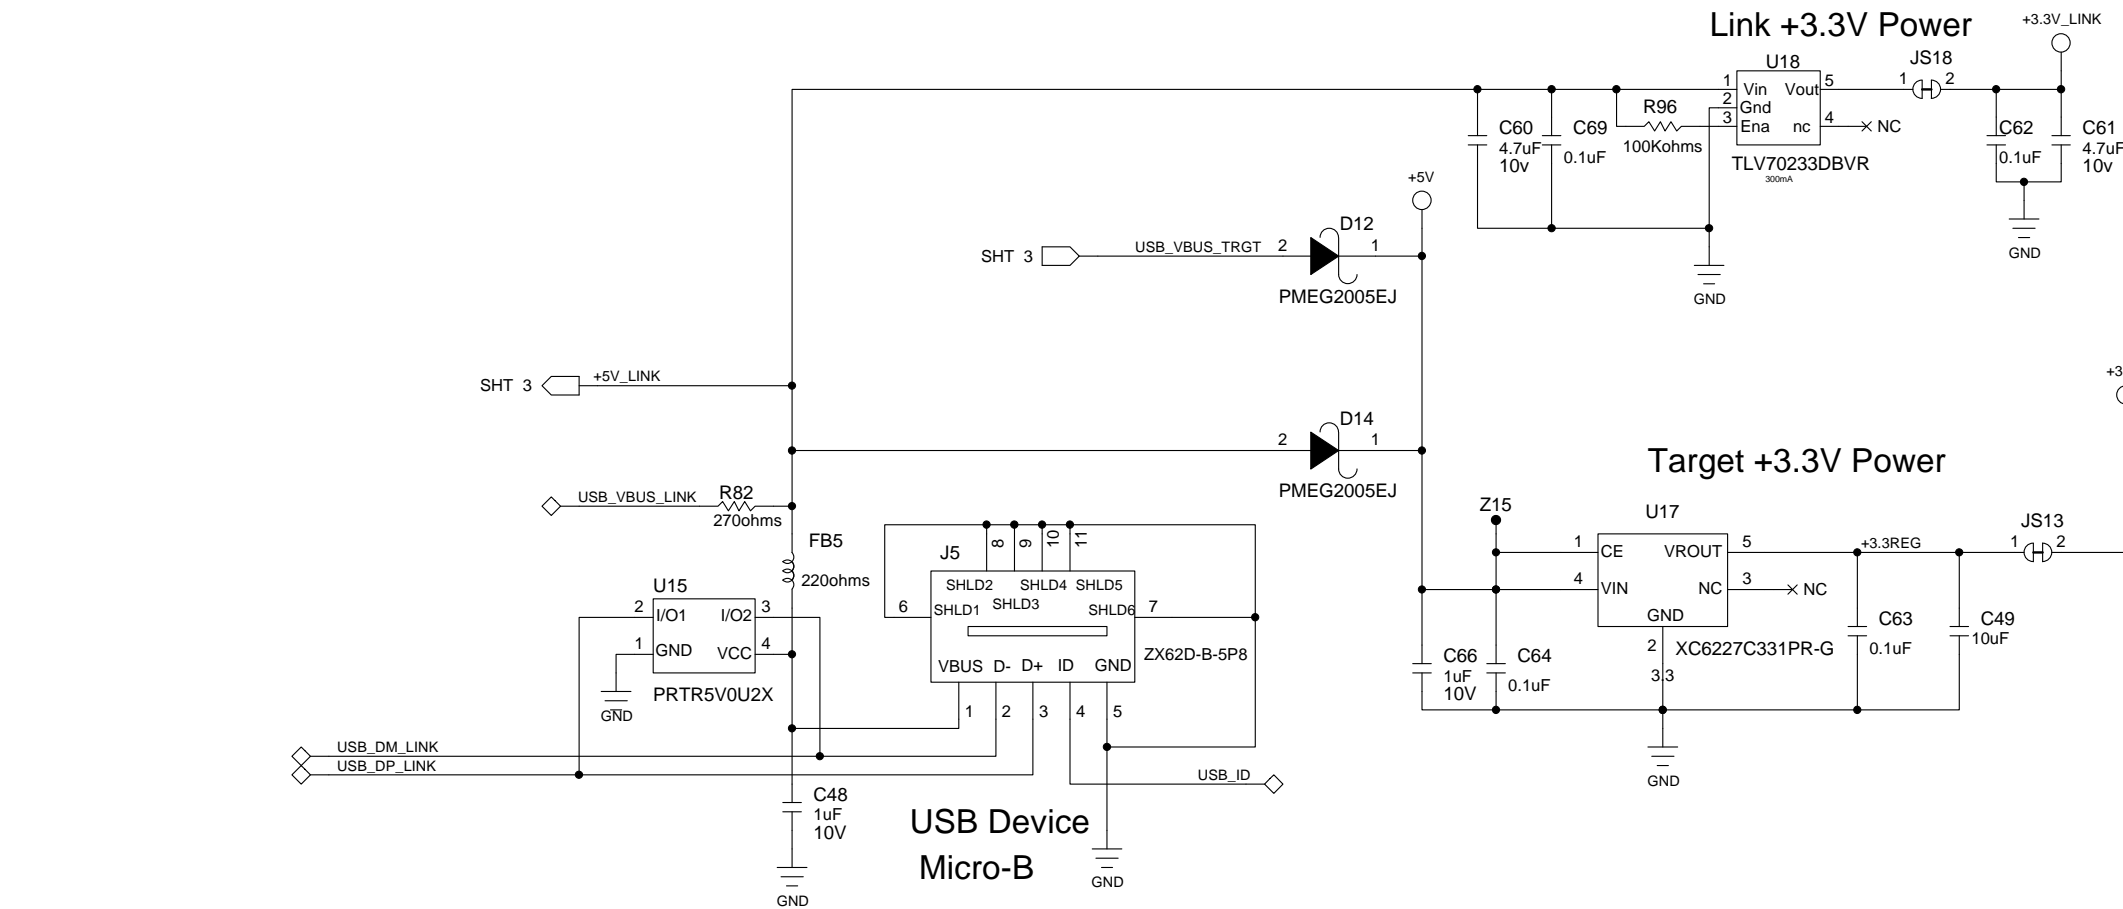 Link +3.3V Power
+3.3V_LINK
U18
JS18
1
Vin
Vout
5
1
2
2
Gnd
3
Ena
nc
4
NC
R96
100Kohms
TLV70233DBVR
300mA
C60
4.7uF
10v
C69
0.1uF
C62
0.1uF
C61
4.7uF
10v
GND
GND
+5V
D12
SHT 3
USB_VBUS_TRGT
2
1
PMEG2005EJ
SHT 3
+5V_LINK
D14
2
1
PMEG2005EJ
+3
Target +3.3V Power
USB_VBUS_LINK
R82
270ohms
FB5
220ohms
Z15
U17
JS13
1
CE
VROUT
5
+3.3REG
1
2
4
VIN
NC
3
NC
GND
2
XC6227C331PR-G
3.3
C63
0.1uF
C49
10uF
C66
1uF
10V
C64
0.1uF
GND
J5
8
9
10
11
SHLD2
SHLD4
SHLD5
6
SHLD1
SHLD3
SHLD6
7
VBUS
D-
D+
ID
GND
ZX62D-B-5P8
1
2
3
4
5
U15
2
I/O1
I/O2
3
1
GND
VCC
4
PRTR5V0U2X
GND
USB_DM_LINK
USB_DP_LINK
USB_ID
C48
1uF
10V
GND
USB Device
Micro-B
GND